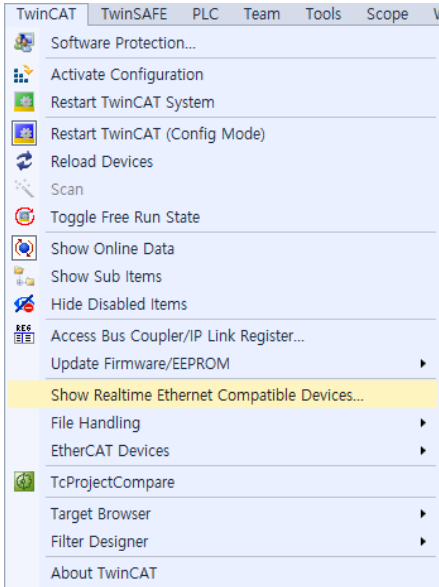 TwinCAT TwinSAFE PLC Team Tools Scope
Software Protection...
Activate Configuration
Restart TwinCAT System
Restart TwinCAT (Config Mode)
Reload Devices
Scan
Toggle Free Run State
Show Online Data
Show Sub Items
Hide Disabled Items
REG
Access Bus Coupler/IP Link Register...
Update Firmware/EEPROM
Show Realtime Ethernet Compatible Devices...
File Handling
EtherCAT Devices
TcProjectCompare
Target Browser
Filter Designer
About TwinCAT